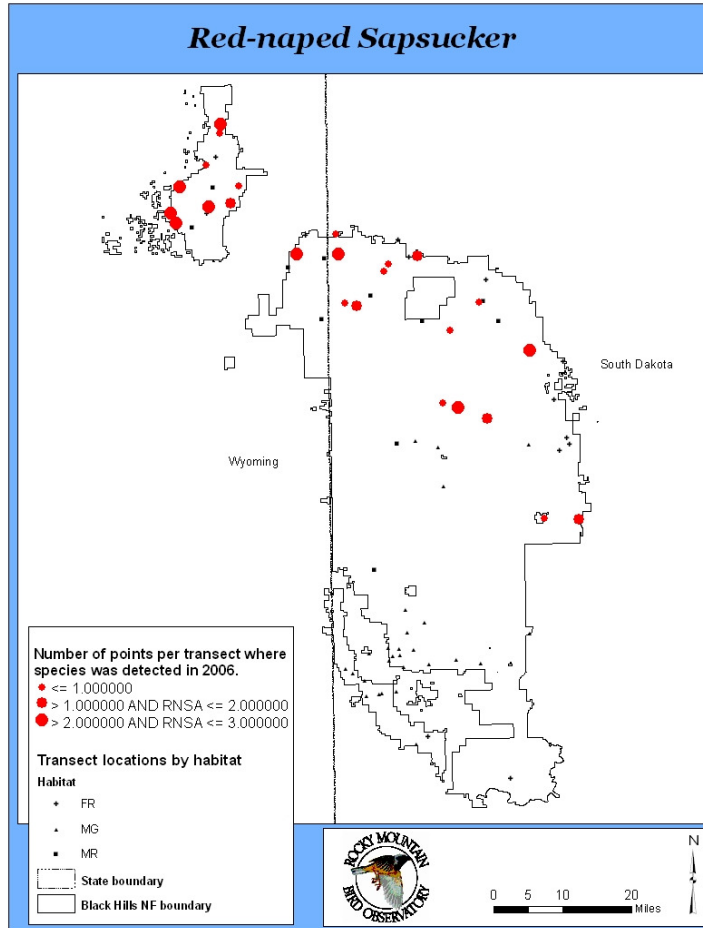 Red-naped Sapsucker
South Dakota
Wyoming
Number of points per transect where
species was detected in 2006.
<= 1.000000
> 1.000000 AND RNSA <= 2.000000
> 2.000000 AND RNSA <= 3.000000
Transect locations by habitat
Habitat
FR
MG
MR
State boundary
Black Hills NF boundary
ROCKY MOUNTAIN
BIRD OBSERVATORY
N
0 5 10 20
Miles